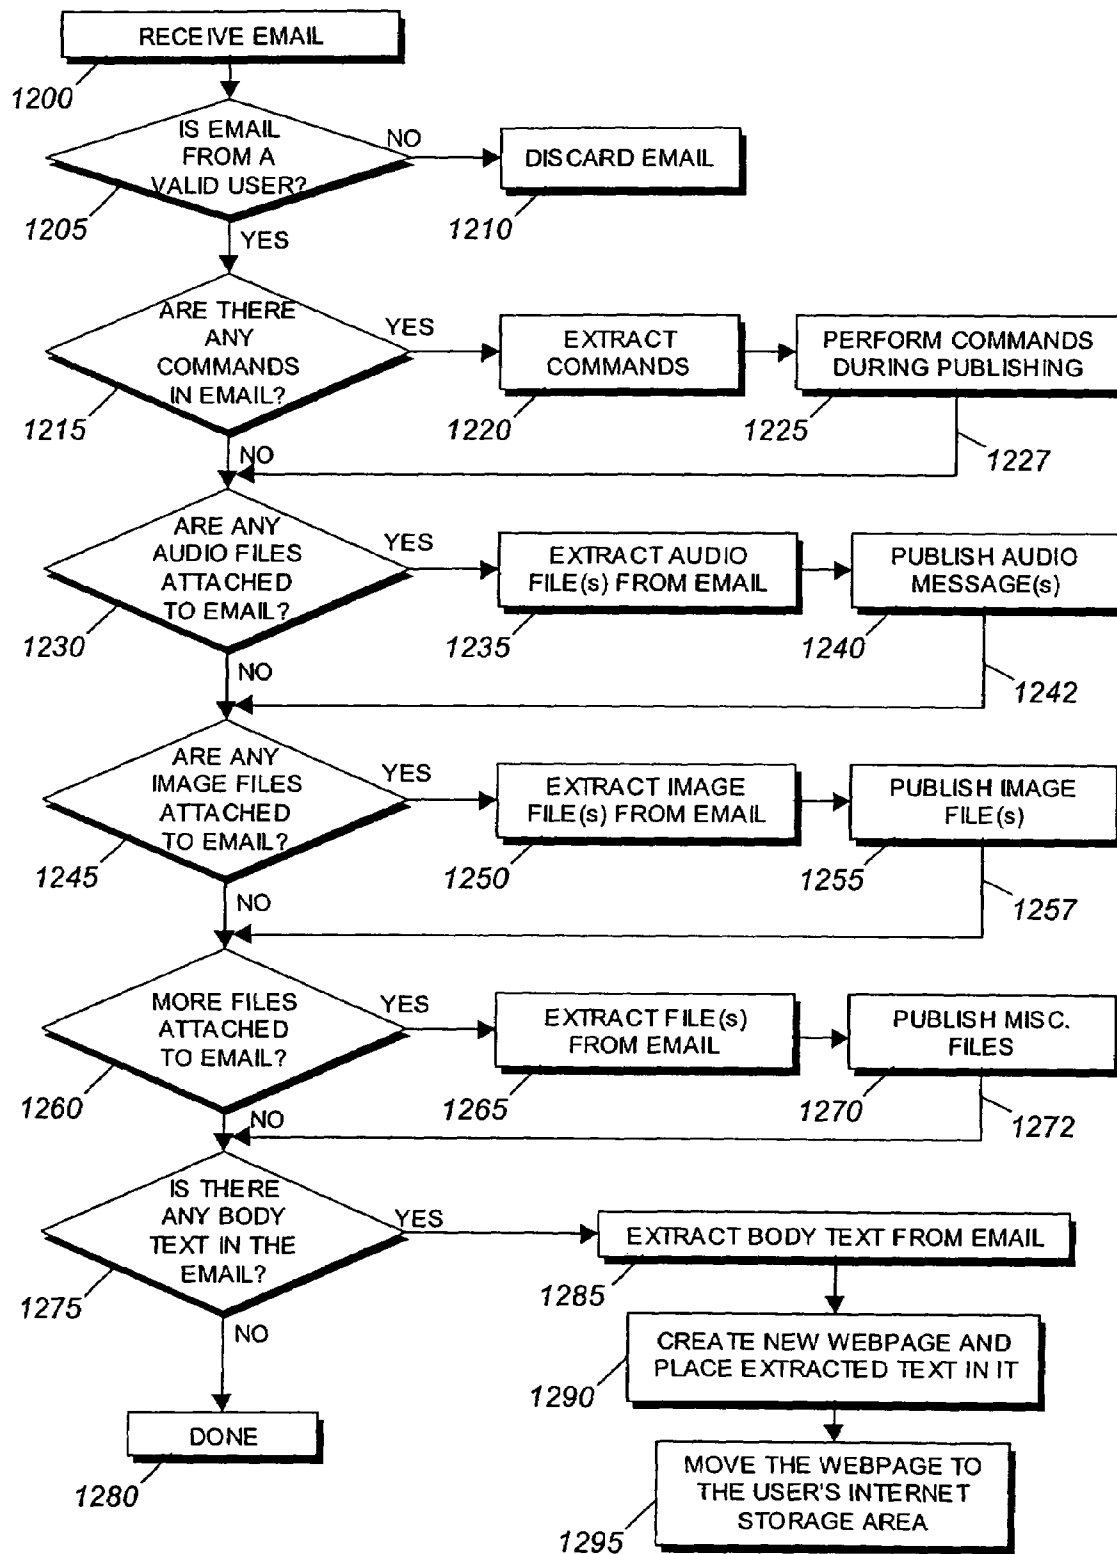 RECEIVE EMAIL
1200
IS EMAIL
FROM A
VALID USER?
NO
DISCARD EMAIL
1205
1210
YES
ARE THERE
ANY
COMMANDS
IN EMAIL?
YES
EXTRACT
COMMANDS
PERFORM COMMANDS
DURING PUBLISHING
1215
1220
1225
1227
NO
ARE ANY
AUDIO FILES
ATTACHED
TO EMAIL?
YES
EXTRACT AUDIO
FILE(s) FROM EMAIL
PUBLISH AUDIO
MESSAGE(s)
1230
1235
1240
1242
NO
ARE ANY
IMAGE FILES
ATTACHED
TO EMAIL?
YES
EXTRACT IMAGE
FILE(s) FROM EMAIL
PUBLISH IMAGE
FILE(s)
1245
1250
1255
1257
NO
MORE FILES
ATTACHED
TO EMAIL?
YES
EXTRACT FILE(s)
FROM EMAIL
PUBLISH MISC.
FILES
1260
1265
1270
1272
NO
IS THERE
ANY BODY
TEXT IN THE
EMAIL?
YES
EXTRACT BODY TEXT FROM EMAIL
1275
1285
NO
CREATE NEW WEBPAGE AND
PLACE EXTRACTED TEXT IN IT
1290
DONE
1280
MOVE THE WEBPAGE TO
THE USER'S INTERNET
STORAGE AREA
1295